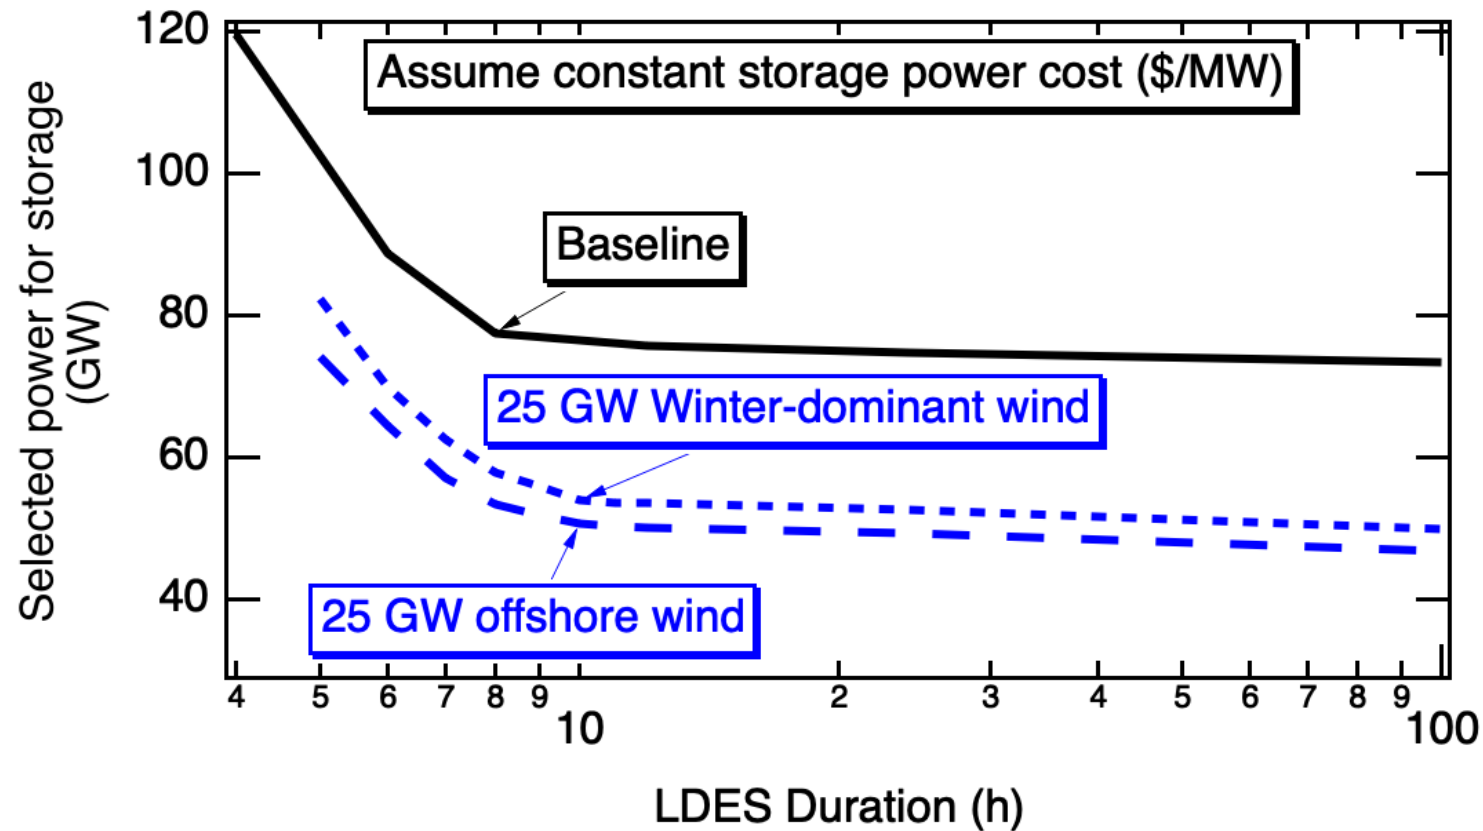 120
Assume constant storage power cost ($/MW)
100
Baseline
80
25 GW Winter-dominant wind
60
25 GW offshore wind
40
Selected power for storage
(GW)
4 5 6 7 8 9 2 3 4 5 6 7 8 9
10 100
LDES Duration (h)